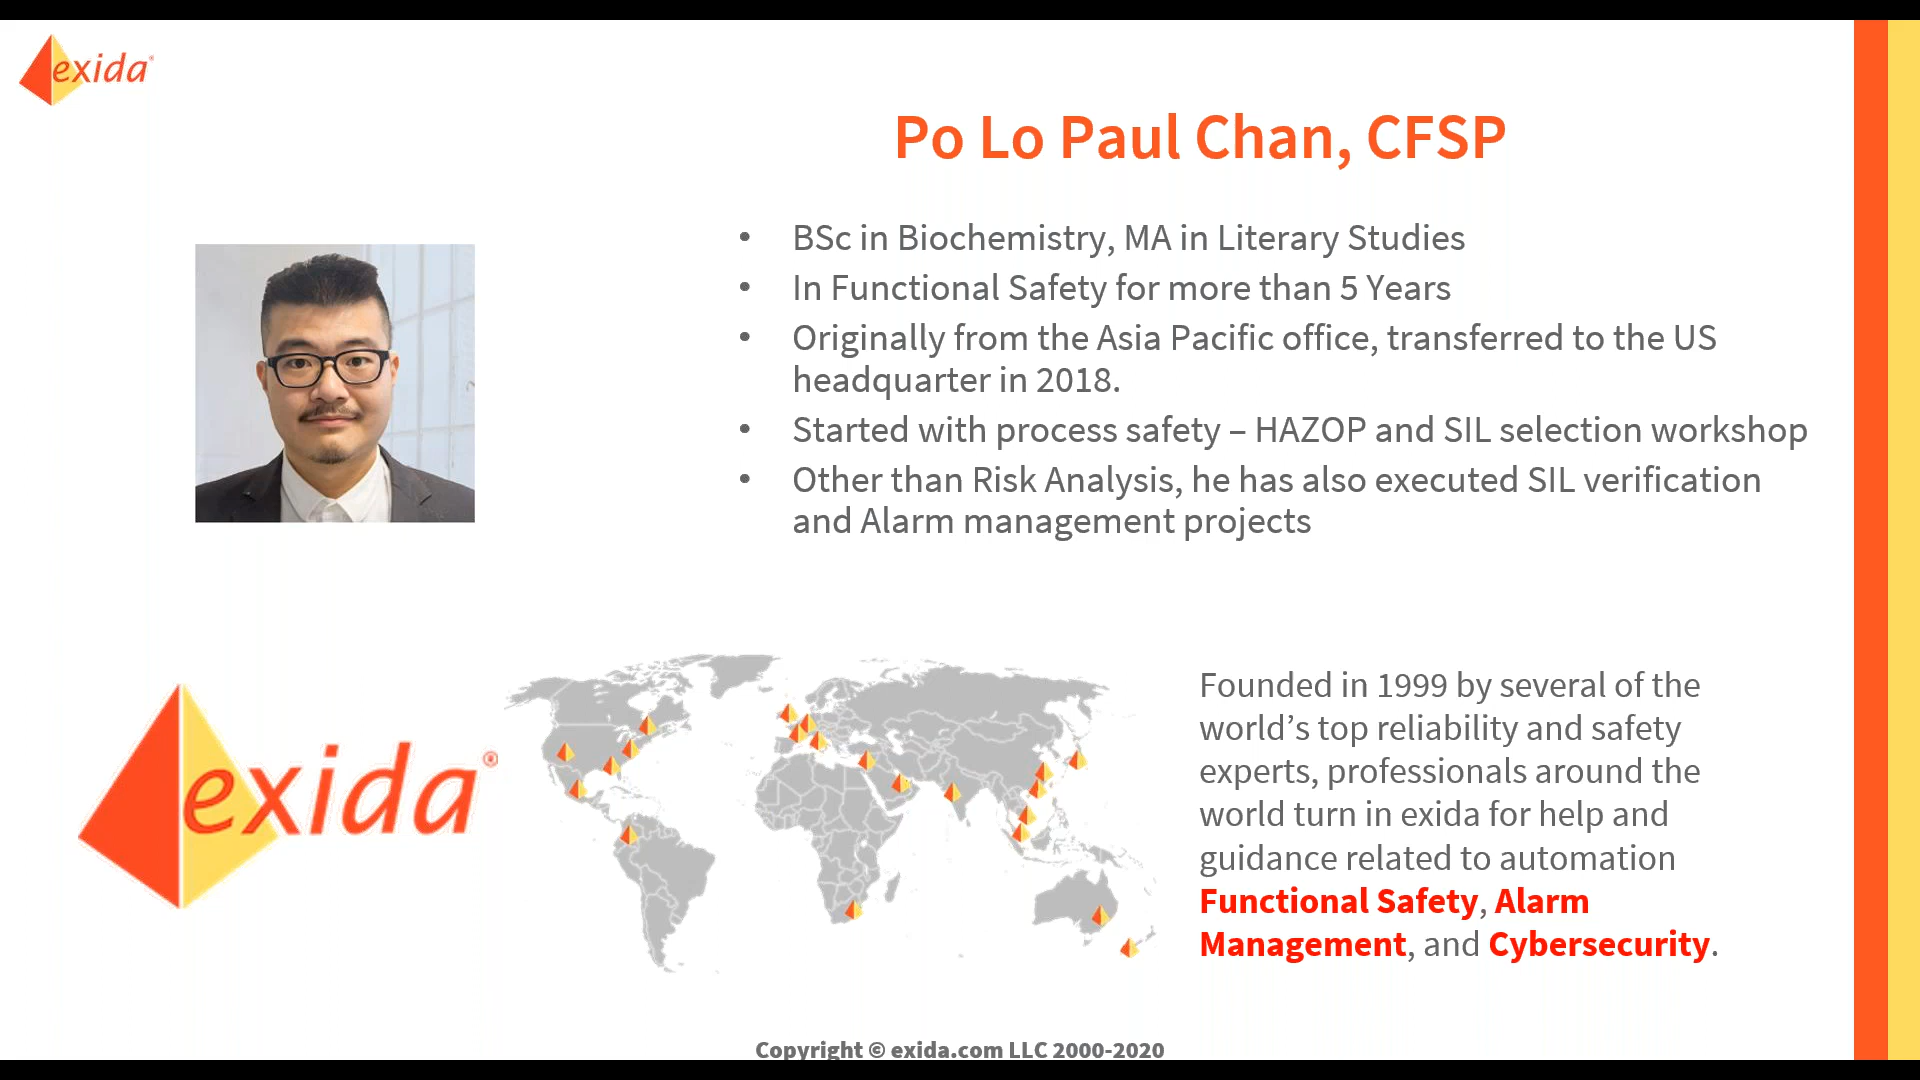 exida
Po Lo Paul Chan, CFSP
• BSc in Biochemistry, MA in Literary Studies
• In Functional Safety for more than 5 Years
• Originally from the Asia Pacific office, transferred to the US
headquarter in 2018.
• Started with process safety – HAZOP and SIL selection workshop
• Other than Risk Analysis, he has also executed SIL verification
and Alarm management projects
exida®
Founded in 1999 by several of the
world’s top reliability and safety
experts, professionals around the
world turn in exida for help and
guidance related to automation
Functional Safety, Alarm
Management, and Cybersecurity.
Copyright © exida.com LLC 2000-2020